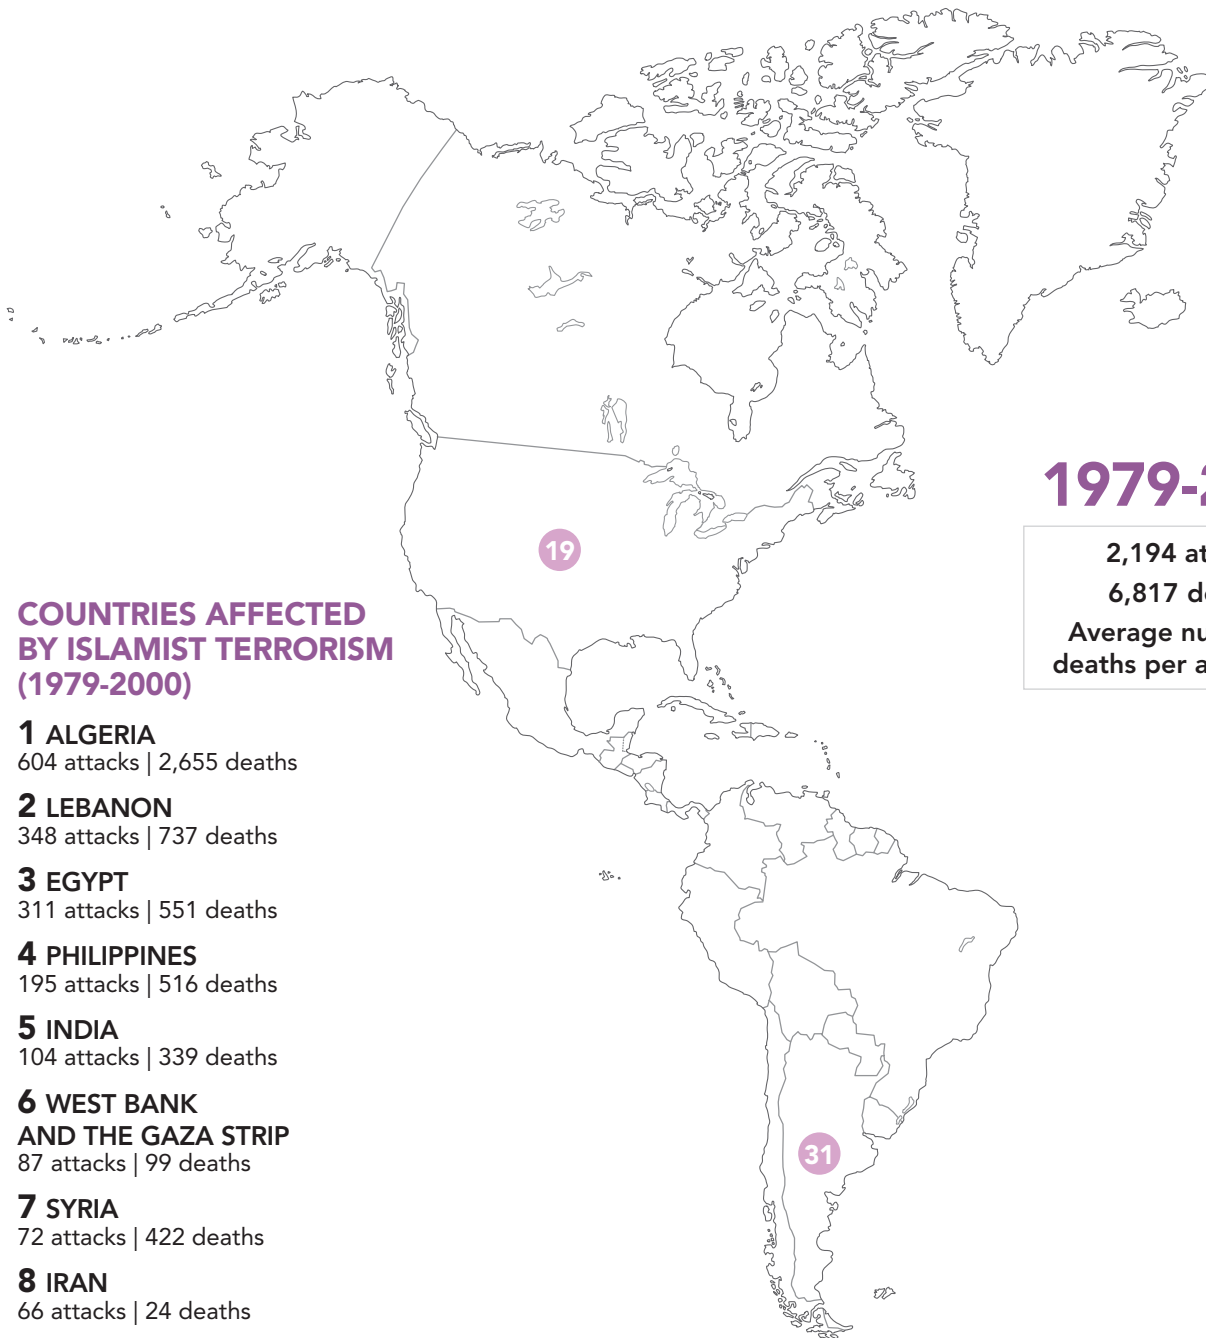 19
1979-
2,194
6,817
Average
deaths per
COUNTRIES AFFECTED
BY ISLAMIST TERRORISM
(1979-2000)
1 ALGERIA
604 attacks | 2,655 deaths
2 LEBANON
348 attacks | 737 deaths
3 EGYPT
311 attacks | 551 deaths
4 PHILIPPINES
195 attacks | 516 deaths
5 INDIA
104 attacks | 339 deaths
6 WEST BANK
AND THE GAZA STRIP
87 attacks | 99 deaths
7 SYRIA
72 attacks | 422 deaths
8 IRAN
66 attacks | 24 deaths
31